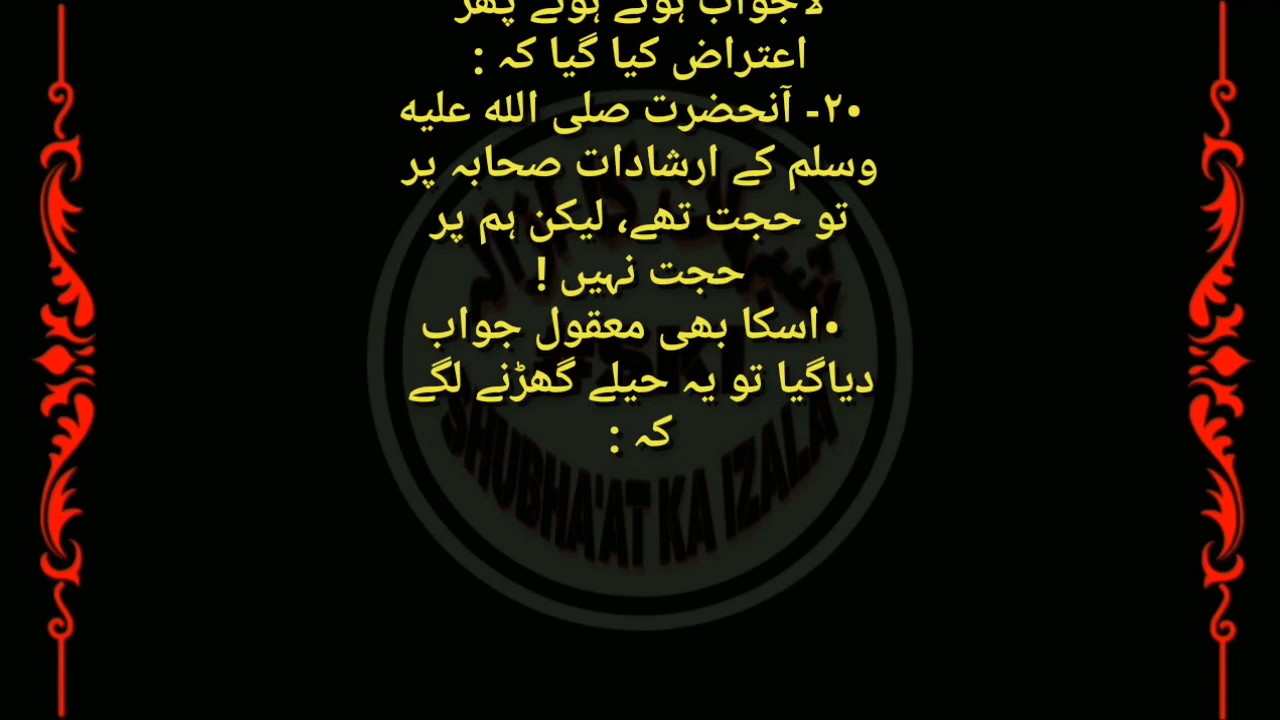 لاجواب ہوتے ہوئے پھر
اعتراض کیا گیا کہ :
•٢۔ آنحضرت صلی اللہ علیہ
وسلم کے ارشادات صحابہ پر
تو حجت تھے، لیکن ہم پر
حجت نہیں !
•اسکا بھی معقول جواب
دیاگیا تو یہ حیلے گھڑنے لگے
کہ :
SHUBHA'AT KA IZALA